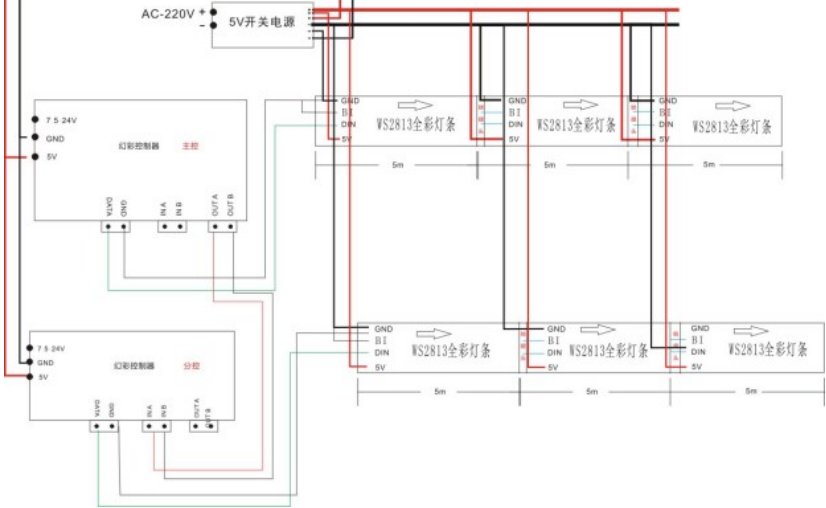 AC-220V +
-
5V开关电源
7 5 24V
GND
5V
幻彩控制器 主控
DATA
GND
IN A
IN B
OUT A
OUT B
GND
BI
DIN
5V
WS2813全彩灯条
GND
BI
DIN
5V
WS2813全彩灯条
GND
BI
DIN
5V
WS2813全彩灯条
5m
5m
5m
7 5 24V
GND
5V
幻彩控制器 分控
DATA
GND
IN A
IN B
OUT A
OUT B
GND
BI
DIN
5V
WS2813全彩灯条
GND
BI
DIN
5V
WS2813全彩灯条
GND
BI
DIN
5V
WS2813全彩灯条
5m
5m
5m